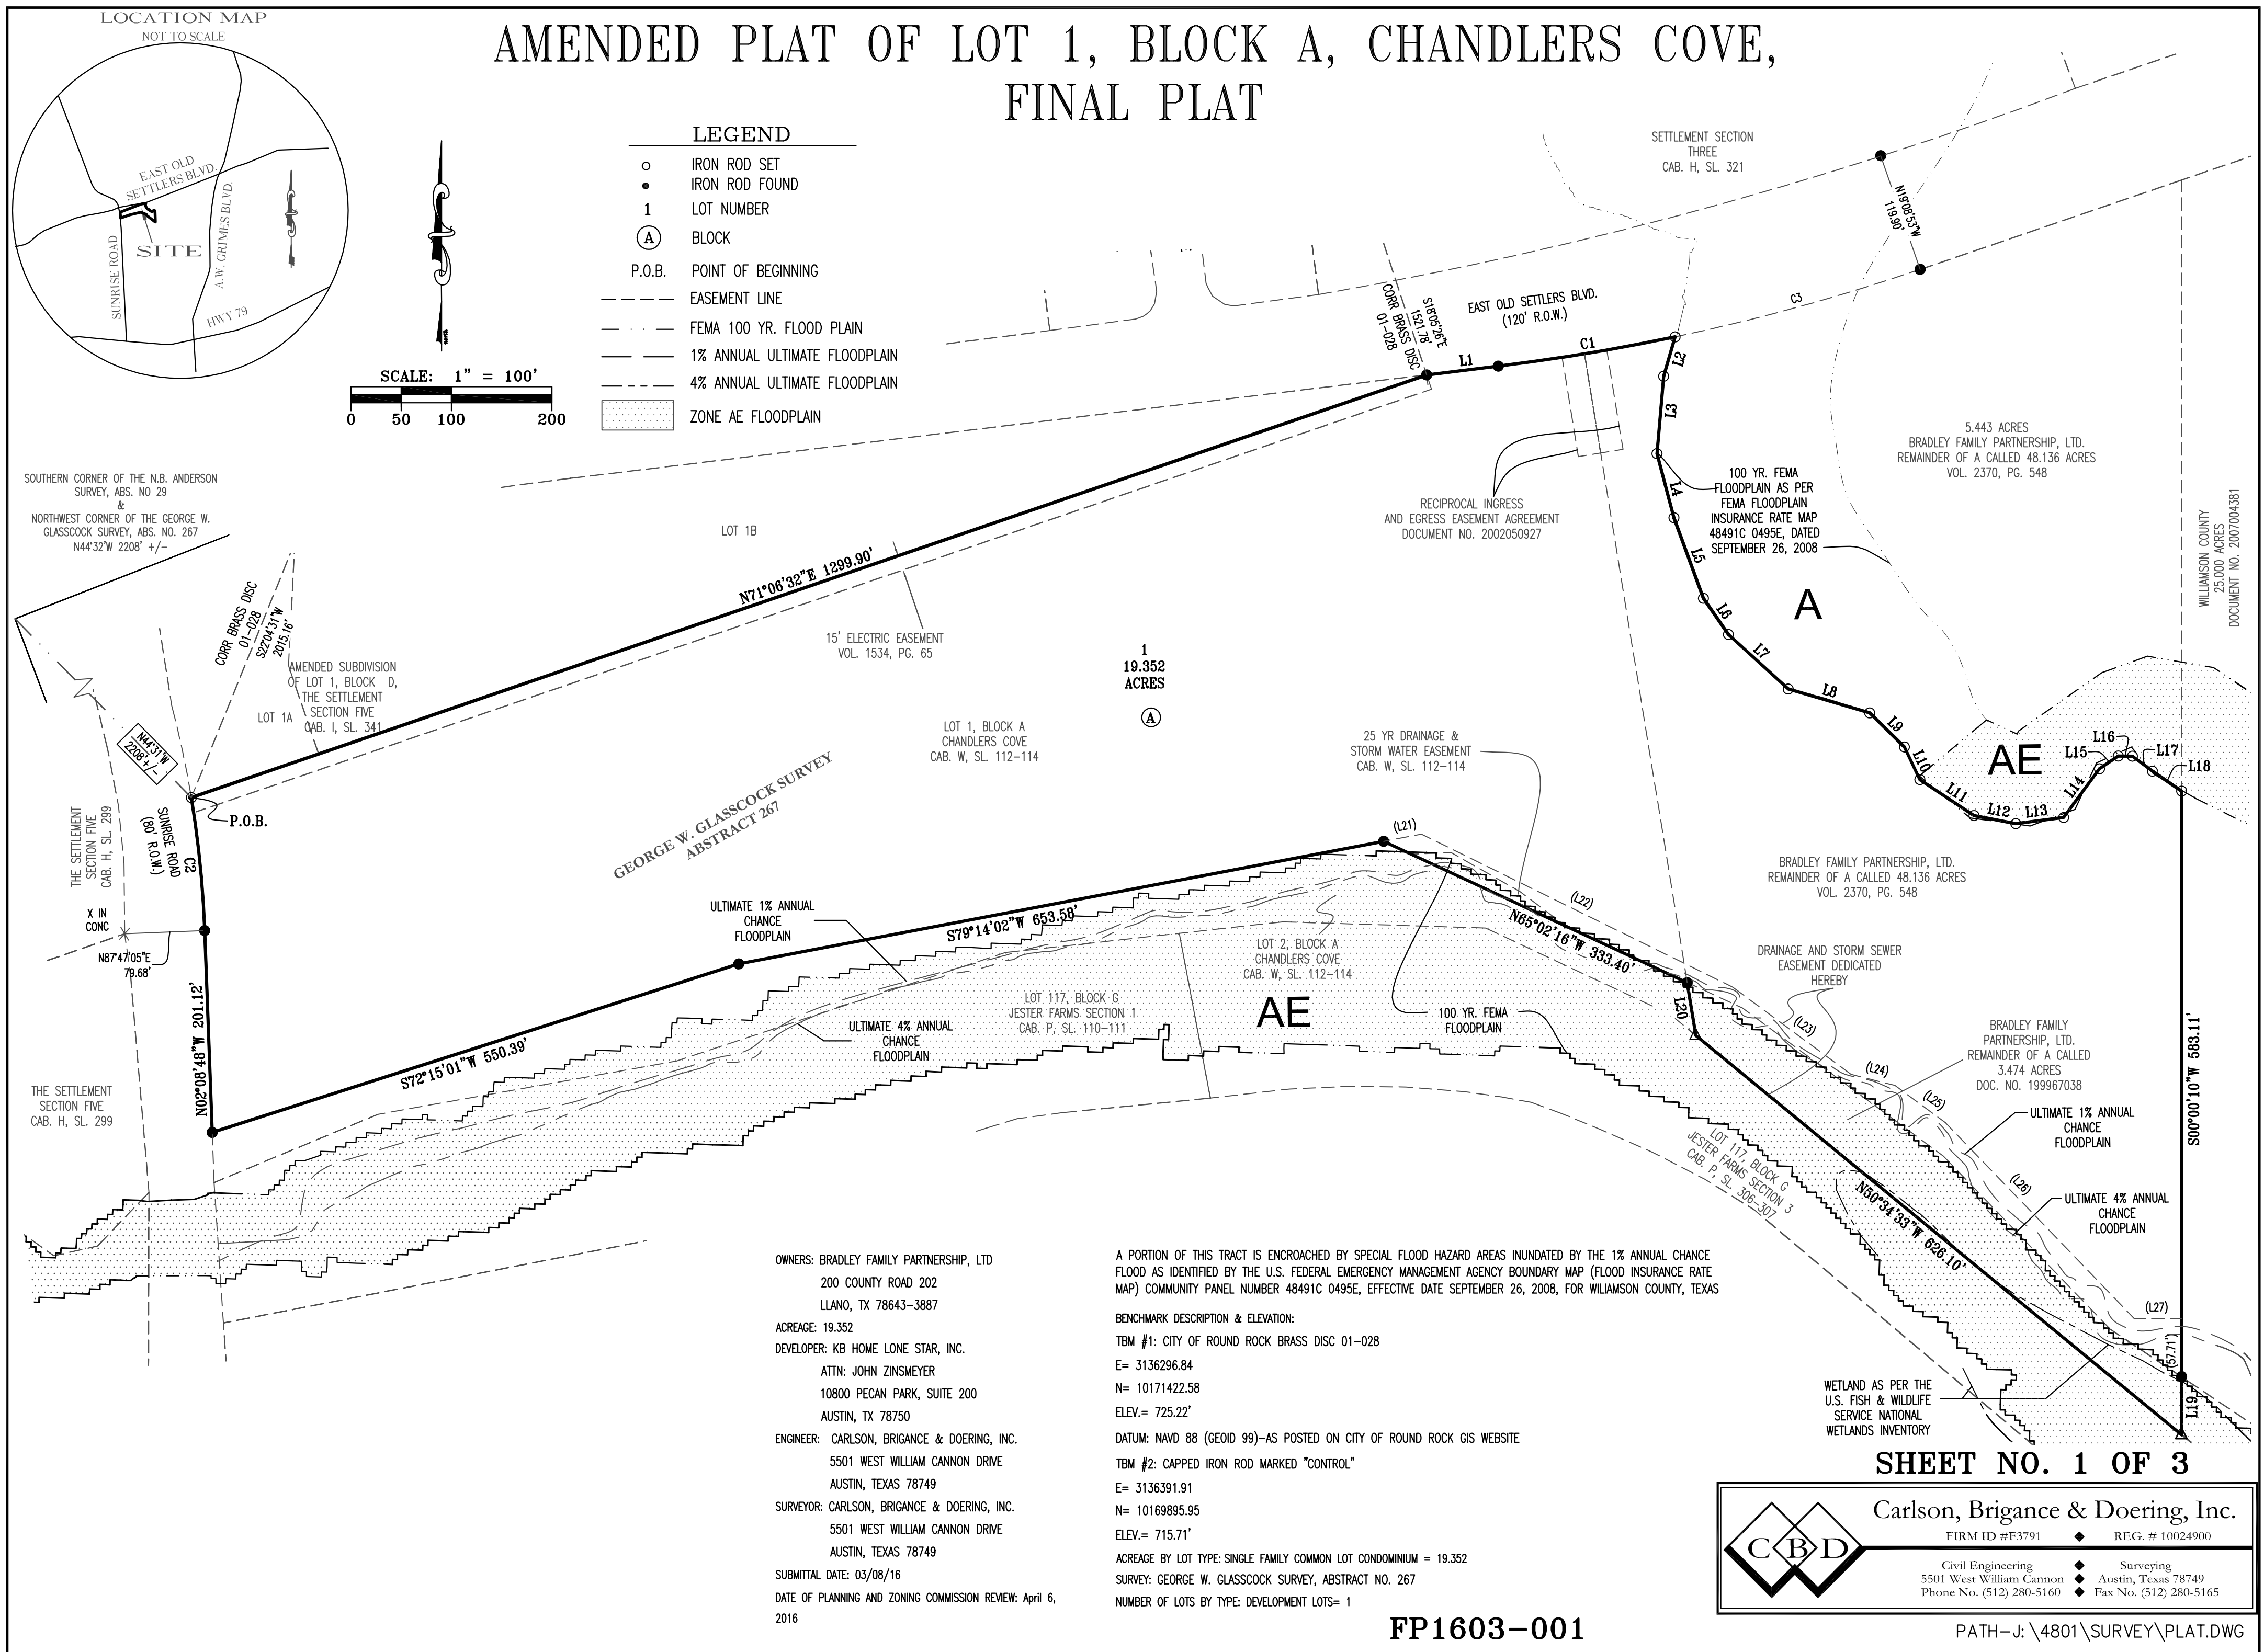 LOCATION MAP
NOT TO SCALE
EAST OLD
SETTLERS BLVD.
SUNRISE ROAD
A.W. GRIMES BLVD.
SITE
HWY 79
AMENDED PLAT OF LOT 1, BLOCK A, CHANDLERS COVE,
FINAL PLAT
LEGEND
IRON ROD SET
IRON ROD FOUND
1 LOT NUMBER
A BLOCK
P.O.B. POINT OF BEGINNING
EASEMENT LINE
FEMA 100 YR. FLOOD PLAIN
1% ANNUAL ULTIMATE FLOODPLAIN
4% ANNUAL ULTIMATE FLOODPLAIN
ZONE AE FLOODPLAIN
north
SCALE: 1" = 100'
0 50 100 200
SETTLEMENT SECTION
THREE
CAB. H, SL. 321
N19°08'53"W
119.90'
C3
EAST OLD SETTLERS BLVD.
(120' R.O.W.)
S18°05'26"E
1521.78'
CORR BRASS DISC
01-028
L1
C1
L2
L3
L4
L5
L6
L7
L8
L9
L10
L11
L12
L13
L14
L15
L16
L17
L18
5.443 ACRES
BRADLEY FAMILY PARTNERSHIP, LTD.
REMAINDER OF A CALLED 48.136 ACRES
VOL. 2370, PG. 548
100 YR. FEMA
FLOODPLAIN AS PER
FEMA FLOODPLAIN
INSURANCE RATE MAP
48491C 0495E, DATED
SEPTEMBER 26, 2008
A
AE
WILLIAMSON COUNTY
25.000 ACRES
DOCUMENT NO. 2007004381
RECIPROCAL INGRESS
AND EGRESS EASEMENT AGREEMENT
DOCUMENT NO. 2002050927
SOUTHERN CORNER OF THE N.B. ANDERSON
SURVEY, ABS. NO 29
&
NORTHWEST CORNER OF THE GEORGE W.
GLASSCOCK SURVEY, ABS. NO. 267
N44°32'W 2208' +/-
LOT 1B
N71°06'32"E 1299.90'
15' ELECTRIC EASEMENT
VOL. 1534, PG. 65
CORR BRASS DISC
01-028
S22°04'31"W
2015.16'
AMENDED SUBDIVISION
OF LOT 1, BLOCK D,
THE SETTLEMENT
SECTION FIVE
CAB. I, SL. 341
LOT 1A
N44°31'W
2208'+/-
P.O.B.
SUNRISE ROAD
(80' R.O.W.)
C2
THE SETTLEMENT
SECTION FIVE
CAB. H, SL. 299
X IN
CONC
N87°47'05"E
79.68'
N02°08'48"W 201.12'
THE SETTLEMENT
SECTION FIVE
CAB. H, SL. 299
1
19.352
ACRES
A
LOT 1, BLOCK A
CHANDLERS COVE
CAB. W, SL. 112-114
GEORGE W. GLASSCOCK SURVEY
ABSTRACT 267
25 YR DRAINAGE &
STORM WATER EASEMENT
CAB. W, SL. 112-114
ULTIMATE 1% ANNUAL
CHANCE
FLOODPLAIN
S79°14'02"W 653.58'
S72°15'01"W 550.39'
ULTIMATE 4% ANNUAL
CHANCE
FLOODPLAIN
LOT 117, BLOCK G
JESTER FARMS SECTION 1
CAB. P, SL. 110-111
LOT 2, BLOCK A
CHANDLERS COVE
CAB. W, SL. 112-114
AE
100 YR. FEMA
FLOODPLAIN
(L21)
(L22)
N65°02'16"W 333.40'
L20
(L23)
(L24)
(L25)
(L26)
(L27)
BRADLEY FAMILY PARTNERSHIP, LTD.
REMAINDER OF A CALLED 48.136 ACRES
VOL. 2370, PG. 548
DRAINAGE AND STORM SEWER
EASEMENT DEDICATED
HEREBY
BRADLEY FAMILY
PARTNERSHIP, LTD.
REMAINDER OF A CALLED
3.474 ACRES
DOC. NO. 199967038
ULTIMATE 1% ANNUAL
CHANCE
FLOODPLAIN
ULTIMATE 4% ANNUAL
CHANCE
FLOODPLAIN
S00°00'10"W 583.11'
LOT 117, BLOCK G
JESTER FARMS SECTION 3
CAB. P, SL. 306-307
N50°34'33"W 626.10'
(57.71')
L19
WETLAND AS PER THE
U.S. FISH & WILDLIFE
SERVICE NATIONAL
WETLANDS INVENTORY
OWNERS: BRADLEY FAMILY PARTNERSHIP, LTD
200 COUNTY ROAD 202
LLANO, TX 78643-3887
ACREAGE: 19.352
DEVELOPER: KB HOME LONE STAR, INC.
ATTN: JOHN ZINSMEYER
10800 PECAN PARK, SUITE 200
AUSTIN, TX 78750
ENGINEER: CARLSON, BRIGANCE & DOERING, INC.
5501 WEST WILLIAM CANNON DRIVE
AUSTIN, TEXAS 78749
SURVEYOR: CARLSON, BRIGANCE & DOERING, INC.
5501 WEST WILLIAM CANNON DRIVE
AUSTIN, TEXAS 78749
SUBMITTAL DATE: 03/08/16
DATE OF PLANNING AND ZONING COMMISSION REVIEW: April 6,
2016
A PORTION OF THIS TRACT IS ENCROACHED BY SPECIAL FLOOD HAZARD AREAS INUNDATED BY THE 1% ANNUAL CHANCE
FLOOD AS IDENTIFIED BY THE U.S. FEDERAL EMERGENCY MANAGEMENT AGENCY BOUNDARY MAP (FLOOD INSURANCE RATE
MAP) COMMUNITY PANEL NUMBER 48491C 0495E, EFFECTIVE DATE SEPTEMBER 26, 2008, FOR WILIAMSON COUNTY, TEXAS
BENCHMARK DESCRIPTION & ELEVATION:
TBM #1: CITY OF ROUND ROCK BRASS DISC 01-028
E= 3136296.84
N= 10171422.58
ELEV.= 725.22'
DATUM: NAVD 88 (GEOID 99)-AS POSTED ON CITY OF ROUND ROCK GIS WEBSITE
TBM #2: CAPPED IRON ROD MARKED "CONTROL"
E= 3136391.91
N= 10169895.95
ELEV.= 715.71'
ACREAGE BY LOT TYPE: SINGLE FAMILY COMMON LOT CONDOMINIUM = 19.352
SURVEY: GEORGE W. GLASSCOCK SURVEY, ABSTRACT NO. 267
NUMBER OF LOTS BY TYPE: DEVELOPMENT LOTS= 1
FP1603-001
SHEET NO. 1 OF 3
CBD
Carlson, Brigance & Doering, Inc.
FIRM ID #F3791 ◆ REG. # 10024900
Civil Engineering ◆ Surveying
5501 West William Cannon ◆ Austin, Texas 78749
Phone No. (512) 280-5160 ◆ Fax No. (512) 280-5165
PATH-J:\4801\SURVEY\PLAT.DWG